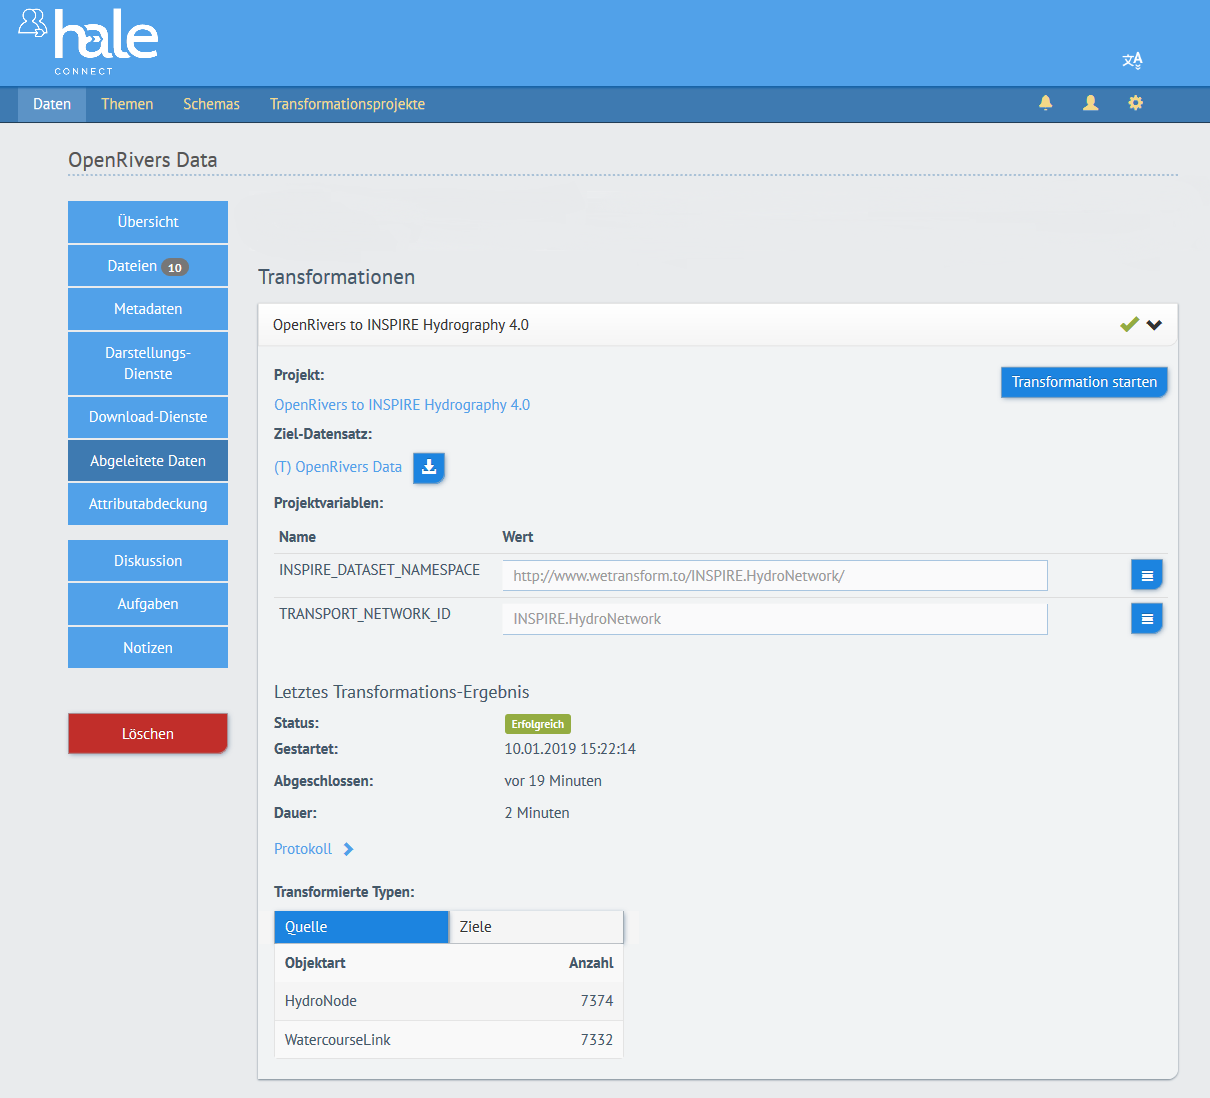 hale
CONNECT
Daten Themen Schemas Transformationsprojekte
OpenRivers Data
Übersicht
Dateien 10
Metadaten
Darstellungs-
Dienste
Download-Dienste
Abgeleitete Daten
Attributabdeckung
Diskussion
Aufgaben
Notizen
Löschen
Transformationen
OpenRivers to INSPIRE Hydrography 4.0
Projekt:
Transformation starten
OpenRivers to INSPIRE Hydrography 4.0
Ziel-Datensatz:
(T) OpenRivers Data
Projektvariablen:
Name Wert
INSPIRE_DATASET_NAMESPACE http://www.wetransform.to/INSPIRE.HydroNetwork/
TRANSPORT_NETWORK_ID INSPIRE.HydroNetwork
Letztes Transformations-Ergebnis
Status: Erfolgreich
Gestartet: 10.01.2019 15:22:14
Abgeschlossen: vor 19 Minuten
Dauer: 2 Minuten
Protokoll
Transformierte Typen:
Quelle Ziele
Objektart Anzahl
HydroNode 7374
WatercourseLink 7332